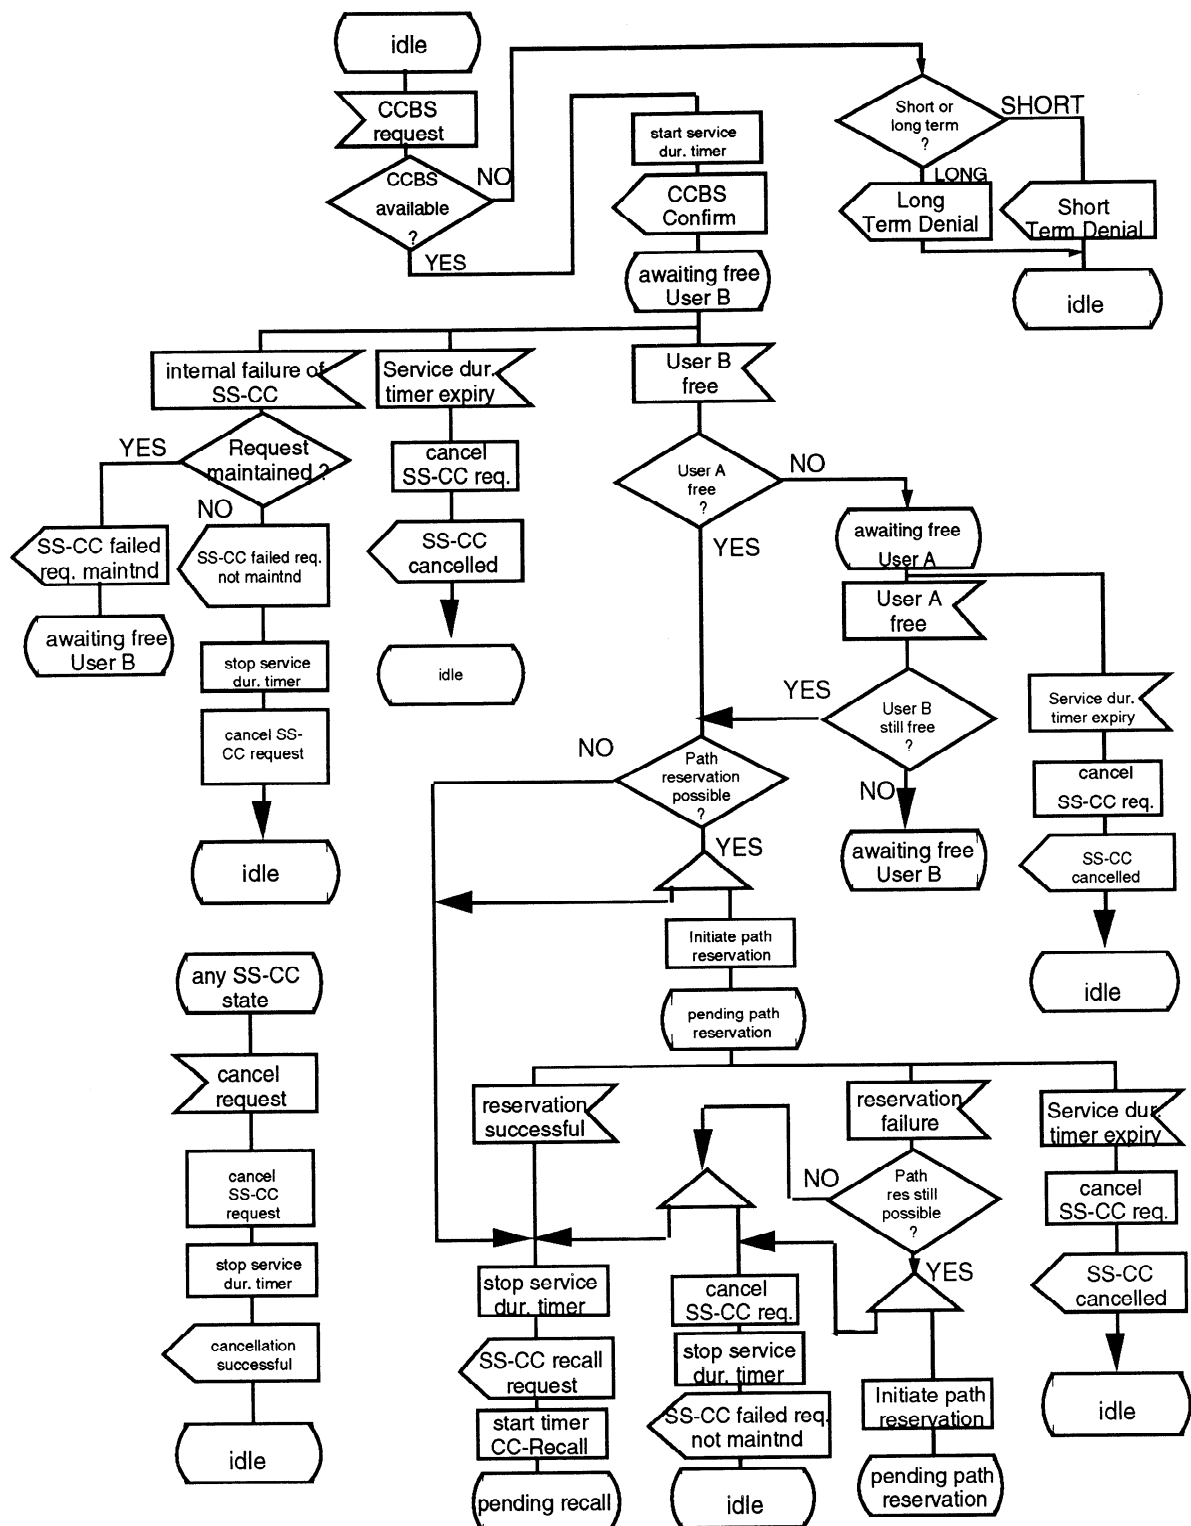 idle
CCBS
request
CCBS
available
?
NO
YES
start service
dur. timer
CCBS
Confirm
awaiting free
User B
Short or
long term
?
SHORT
LONG
Long
Term Denial
Short
Term Denial
idle
internal failure of
SS-CC
Service dur.
timer expiry
User B
free
YES
Request
maintained ?
NO
cancel
SS-CC req.
User A
free
?
NO
YES
SS-CC failed
req. maintnd
SS-CC failed req.
not maintnd
SS-CC
cancelled
awaiting free
User A
User A
free
awaiting free
User B
stop service
dur. timer
idle
cancel SS-
CC request
YES
User B
still free
?
NO
Service dur.
timer expiry
NO
Path
reservation
possible
?
YES
cancel
SS-CC req.
idle
awaiting free
User B
SS-CC
cancelled
Initiate path
reservation
idle
any SS-CC
state
pending path
reservation
cancel
request
reservation
successful
reservation
failure
Service dur.
timer expiry
cancel
SS-CC
request
NO
Path
res still
possible
?
YES
cancel
SS-CC req.
stop service
dur. timer
stop service
dur. timer
cancel
SS-CC req.
SS-CC
cancelled
cancellation
successful
SS-CC recall
request
stop service
dur. timer
start timer
CC-Recall
SS-CC failed req.
not maintnd
Initiate path
reservation
idle
idle
pending recall
idle
pending path
reservation